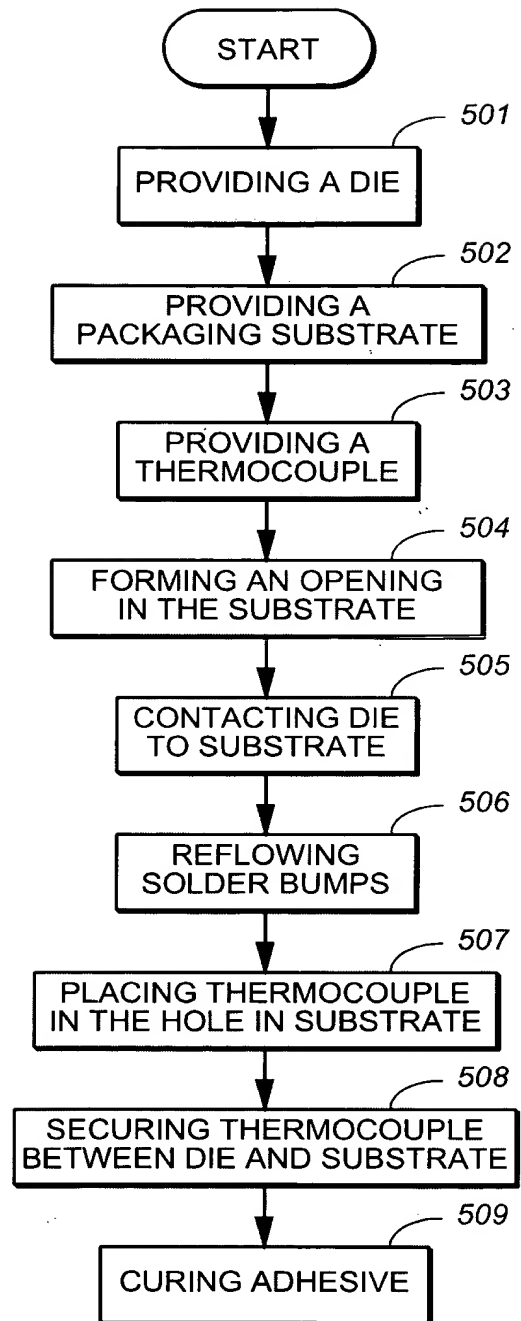 START
501
PROVIDING A DIE
502
PROVIDING A
PACKAGING SUBSTRATE
503
PROVIDING A
THERMOCOUPLE
504
FORMING AN OPENING
IN THE SUBSTRATE
505
CONTACTING DIE
TO SUBSTRATE
506
REFLOWING
SOLDER BUMPS
507
PLACING THERMOCOUPLE
IN THE HOLE IN SUBSTRATE
508
SECURING THERMOCOUPLE
BETWEEN DIE AND SUBSTRATE
509
CURING ADHESIVE